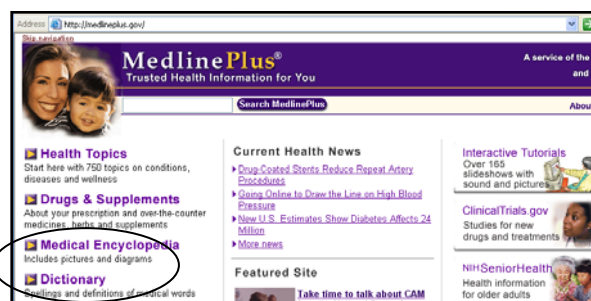 Address http://medlineplus.gov/
Skip navigation
MedlinePlus®
Trusted Health Information for You
A service of the
and
Search MedlinePlus
Abou
Health Topics
Start here with 750 topics on conditions,
diseases and wellness
Drugs & Supplements
About your prescription and over-the-counter
medicines, herbs and supplements
Medical Encyclopedia
Includes pictures and diagrams
Dictionary
Spellings and definitions of medical words
Current Health News
Drug-Coated Stents Reduce Repeat Artery
Procedures
Going Online to Draw the Line on High Blood
Pressure
New U.S. Estimates Show Diabetes Affects 24
Million
More news
Featured Site
Take time to talk about CAM
Interactive Tutorials
Over 165
slideshows with
sound and pictures
ClinicalTrials.gov
Studies for new
drugs and treatments
NIHSeniorHealth
Health information
for older adults